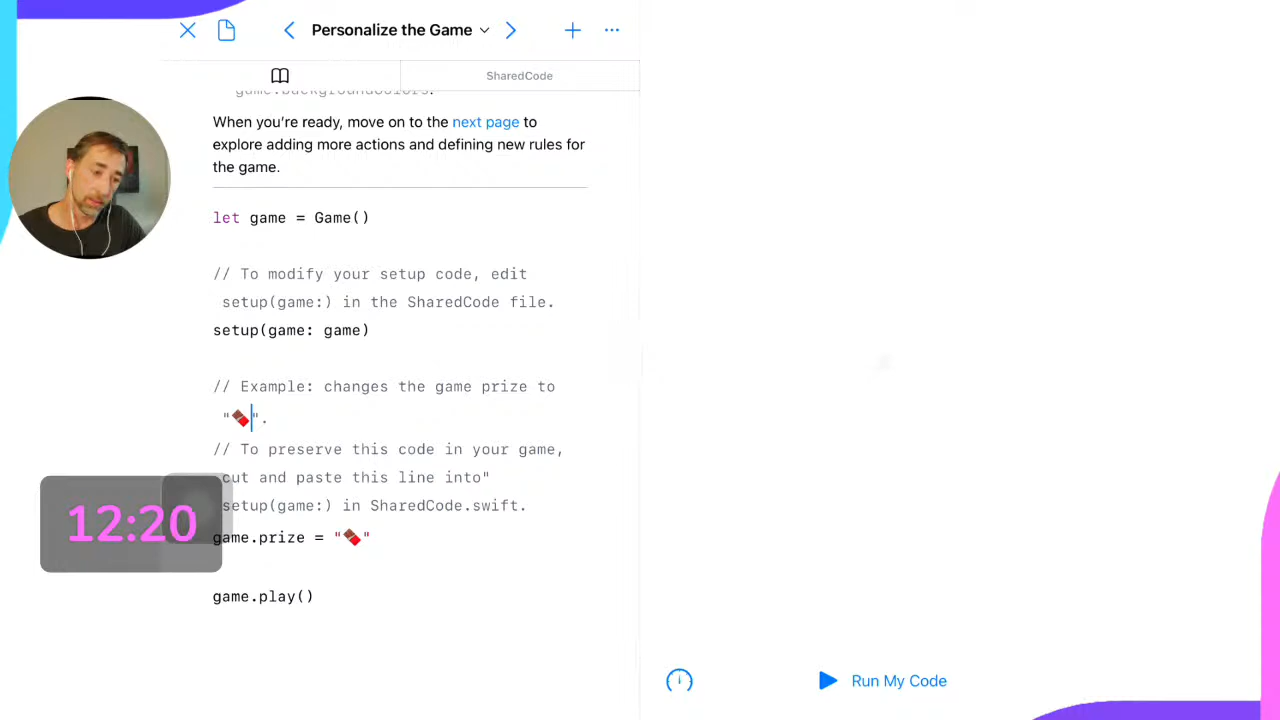 Personalize the Game
SharedCode
game.backgroundColors.
When you’re ready, move on to the next page to
explore adding more actions and defining new rules for
the game.
let game = Game()
// To modify your setup code, edit
setup(game:) in the SharedCode file.
setup(game: game)
// Example: changes the game prize to
"🍫".
// To preserve this code in your game,
cut and paste this line into"
setup(game:) in SharedCode.swift.
game.prize = "🍫"
12:20
game.play()
Run My Code